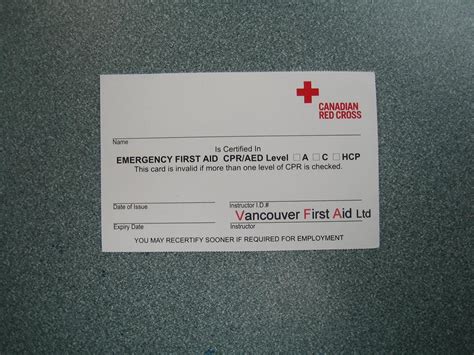 CANADIAN
RED CROSS
Name
Is Certified In
EMERGENCY FIRST AID CPR/AED Level □ A □ C □ HCP
This card is invalid if more than one level of CPR is checked.
Date of Issue Instructor I.D.#
Vancouver First Aid Ltd
Expiry Date Instructor
YOU MAY RECERTIFY SOONER IF REQUIRED FOR EMPLOYMENT